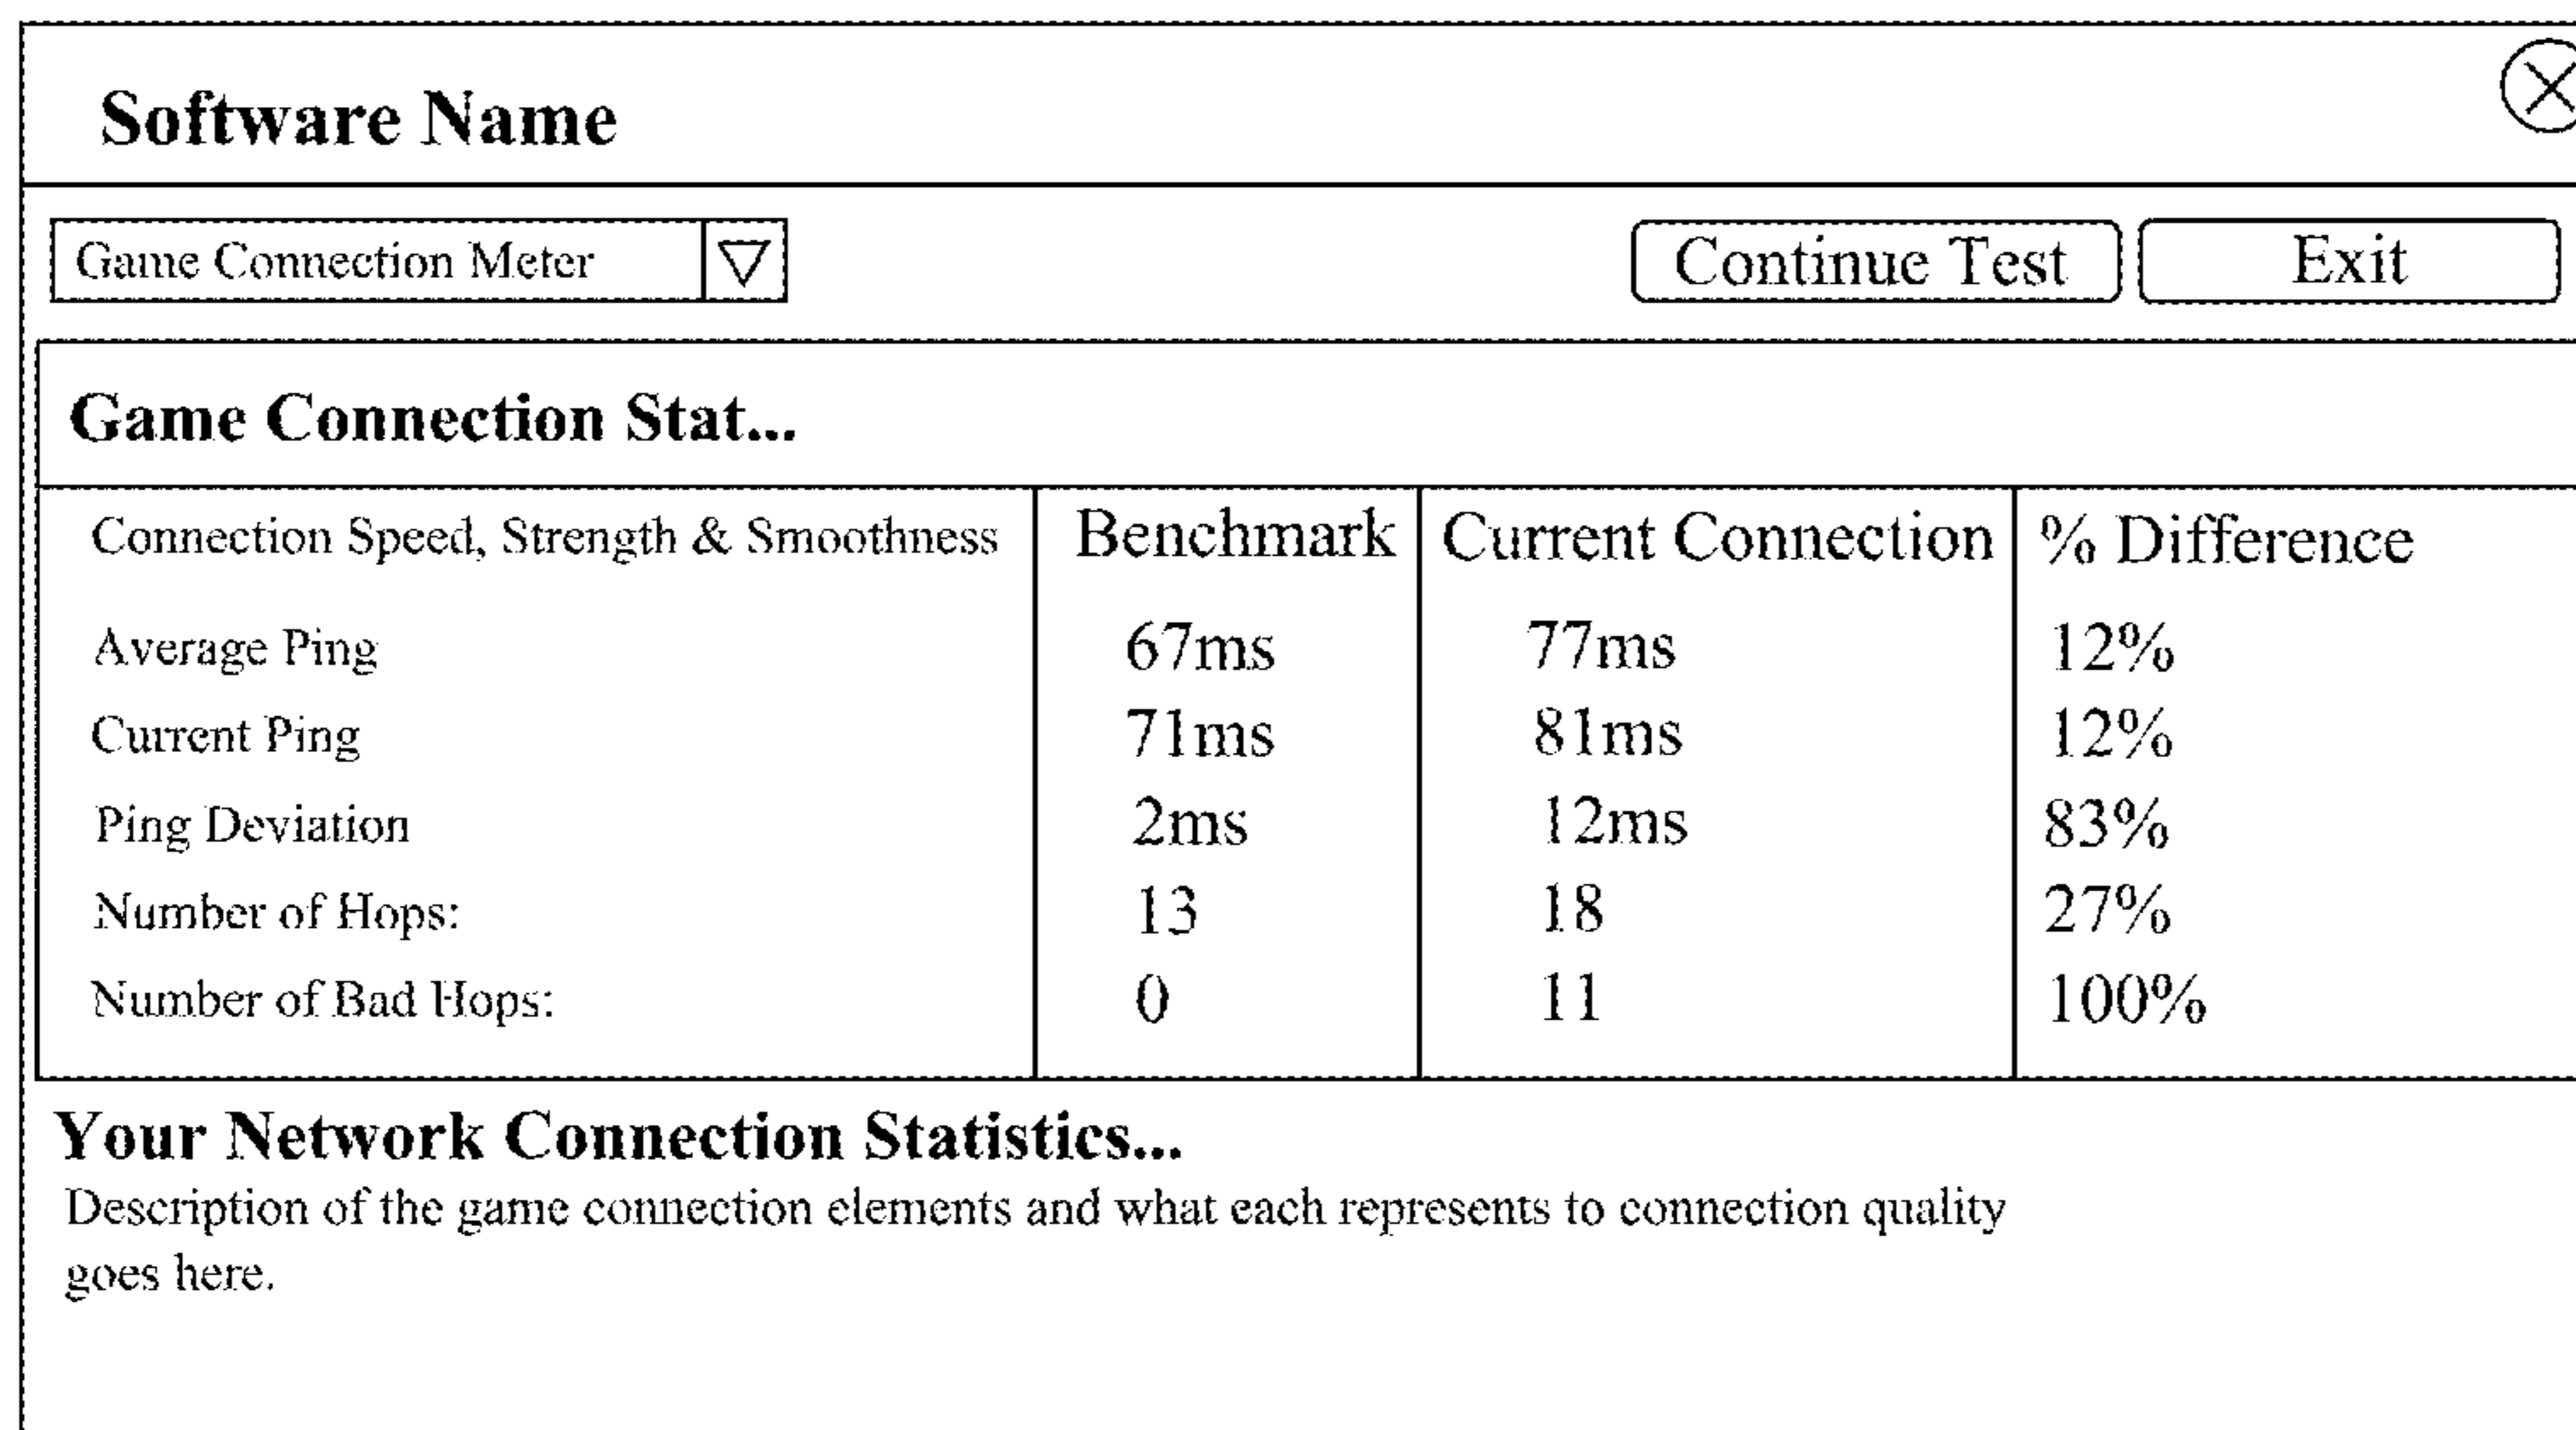 Software Name
Game Connection Meter
Continue Test
Exit
Game Connection Stat...
Connection Speed, Strength & Smoothness Benchmark Current Connection % Difference
Average Ping 67ms 77ms 12%
Current Ping 71ms 81ms 12%
Ping Deviation 2ms 12ms 83%
Number of Hops: 13 18 27%
Number of Bad Hops: 0 11 100%
Your Network Connection Statistics...
Description of the game connection elements and what each represents to connection quality
goes here.